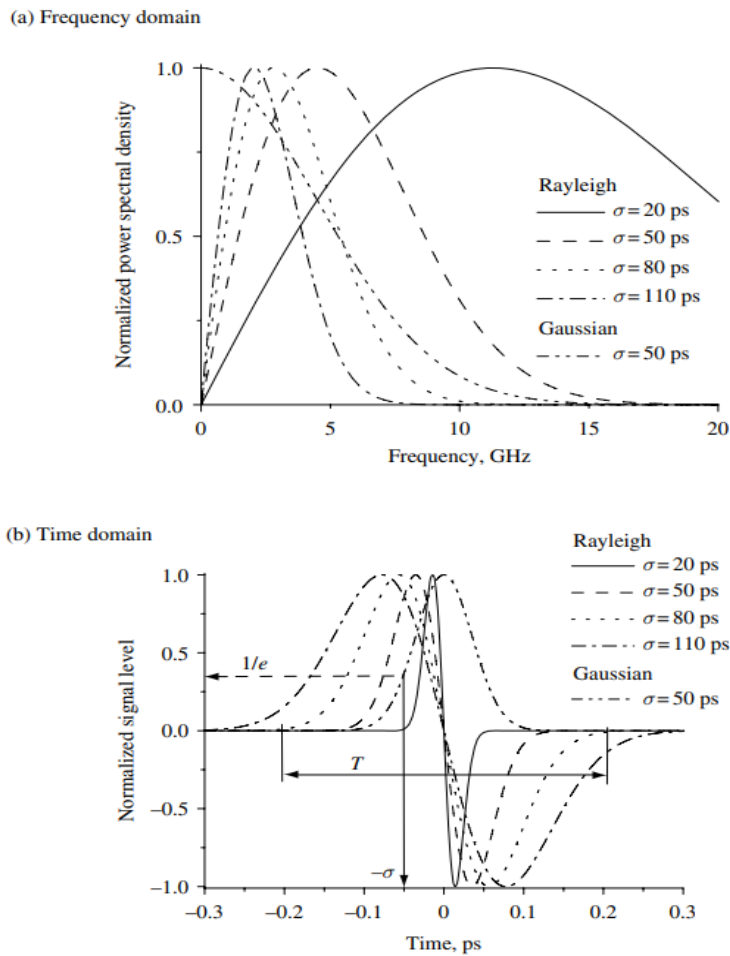 (a) Frequency domain
Normalized power spectral density
1.0
0.5
0.0
0
5
10
15
20
Frequency, GHz
Rayleigh
σ= 20 ps
σ= 50 ps
σ= 80 ps
σ= 110 ps
Gaussian
σ= 50 ps
(b) Time domain
Normalized signal level
1.0
0.5
0.0
−0.5
−1.0
−0.3
−0.2
−0.1
0
0.1
0.2
0.3
Time, ps
1/e
T
−σ
Rayleigh
σ= 20 ps
σ= 50 ps
σ= 80 ps
σ= 110 ps
Gaussian
σ= 50 ps